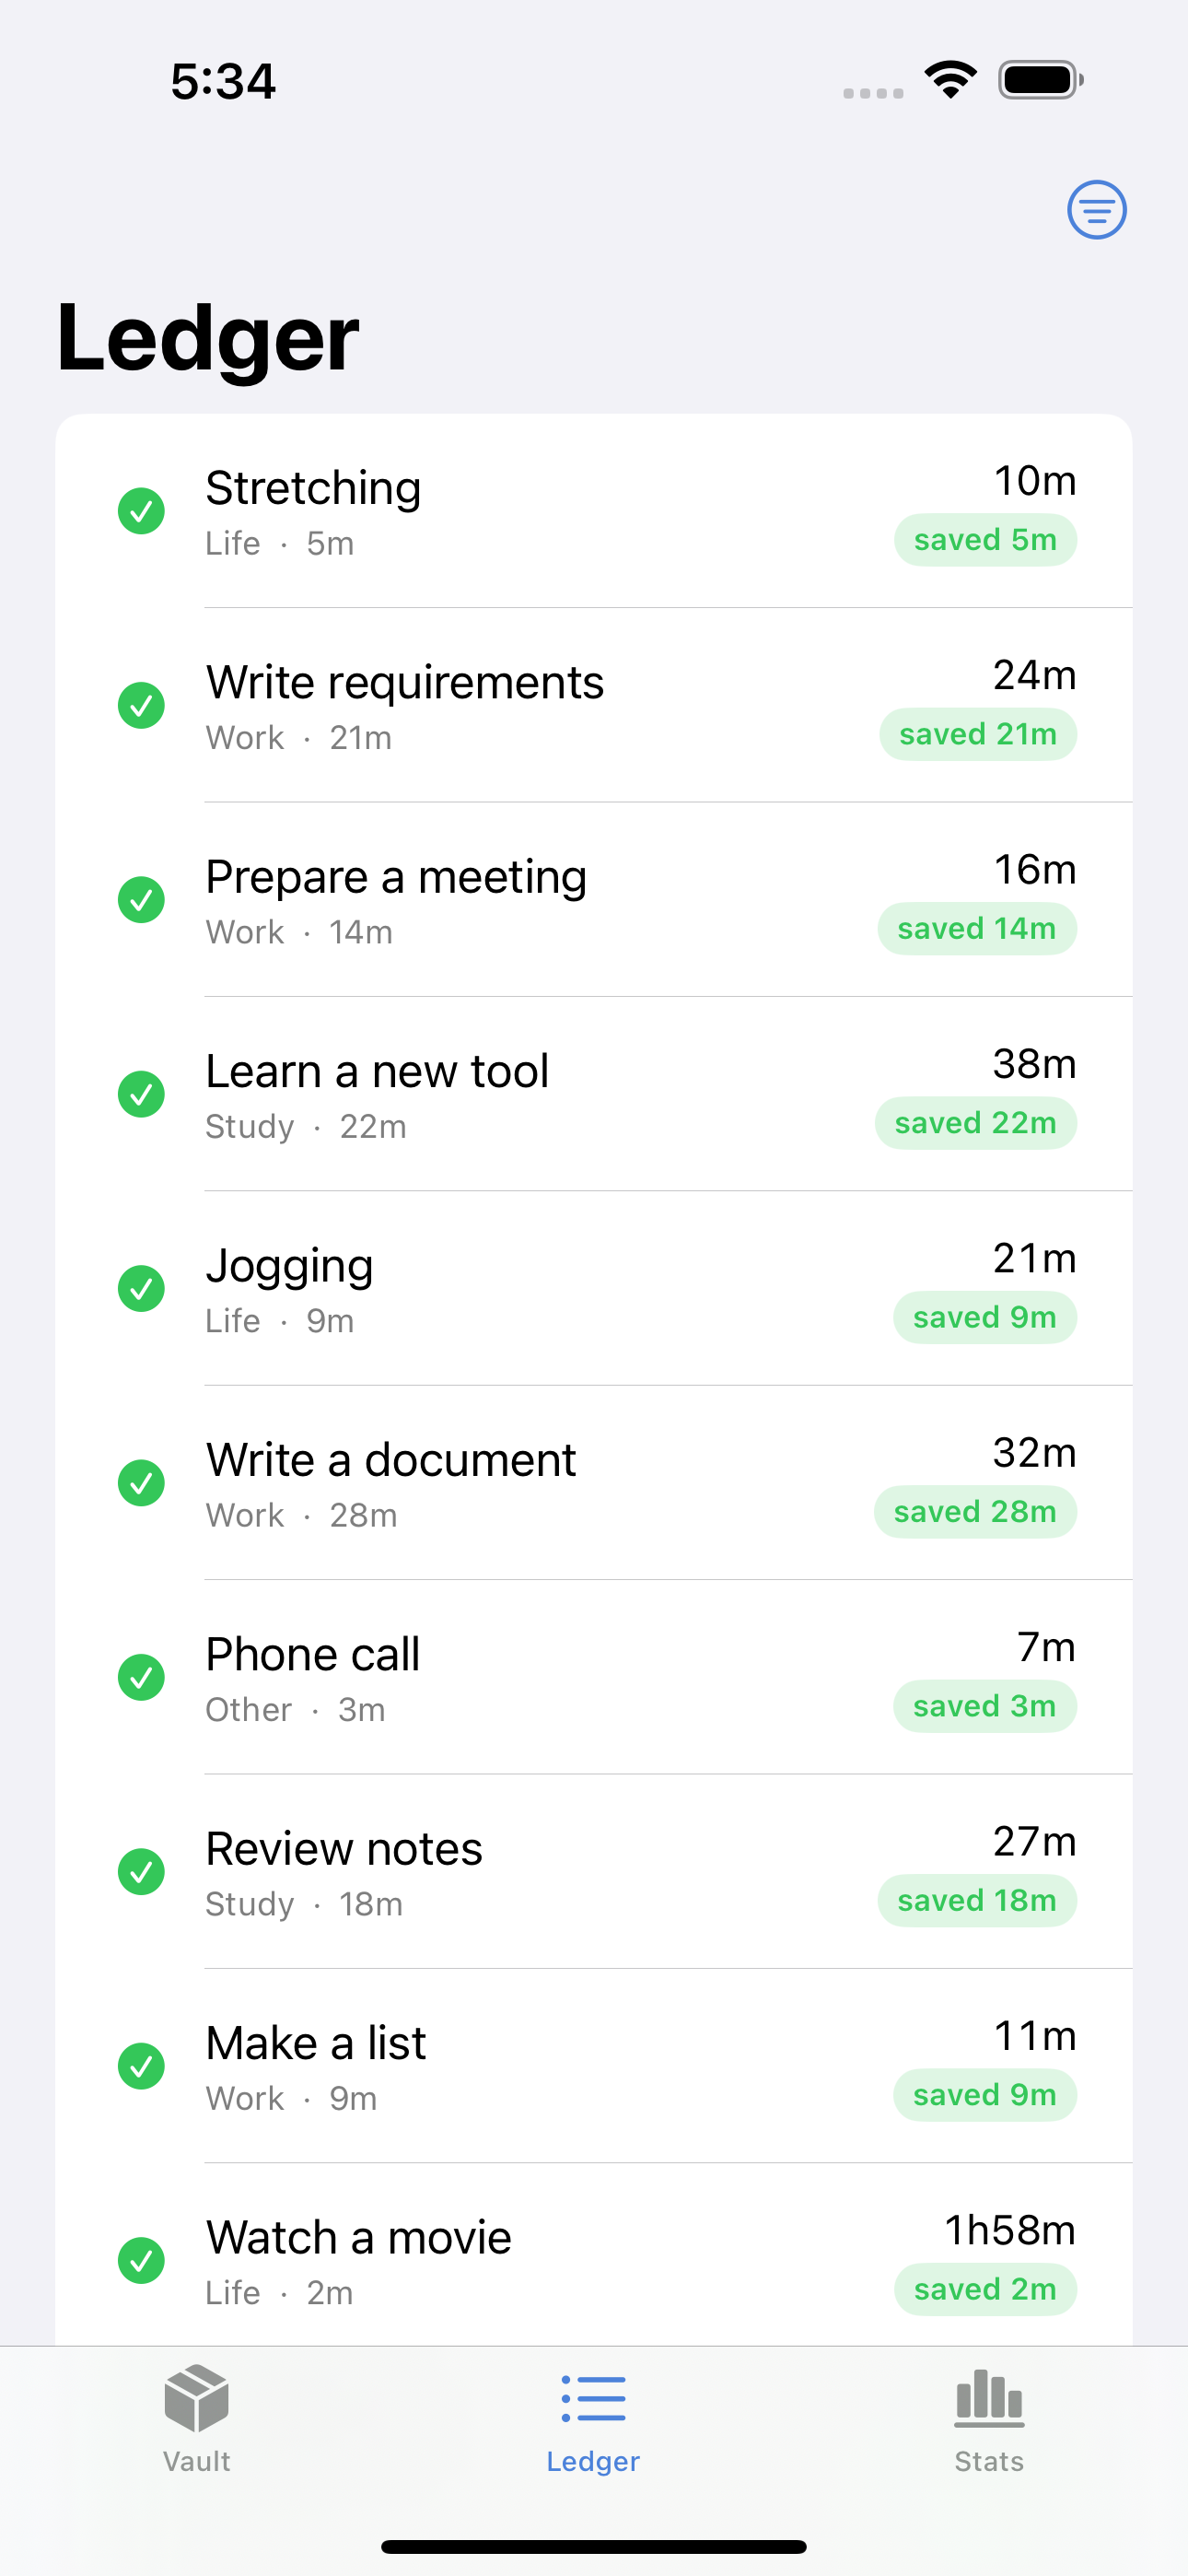 5:34
Ledger
Stretching
10m
Life · 5m
saved 5m
Write requirements
24m
Work · 21m
saved 21m
Prepare a meeting
16m
Work · 14m
saved 14m
Learn a new tool
38m
Study · 22m
saved 22m
Jogging
21m
Life · 9m
saved 9m
Write a document
32m
Work · 28m
saved 28m
Phone call
7m
Other · 3m
saved 3m
Review notes
27m
Study · 18m
saved 18m
Make a list
11m
Work · 9m
saved 9m
Watch a movie
1h58m
Life · 2m
saved 2m
Vault
Ledger
Stats